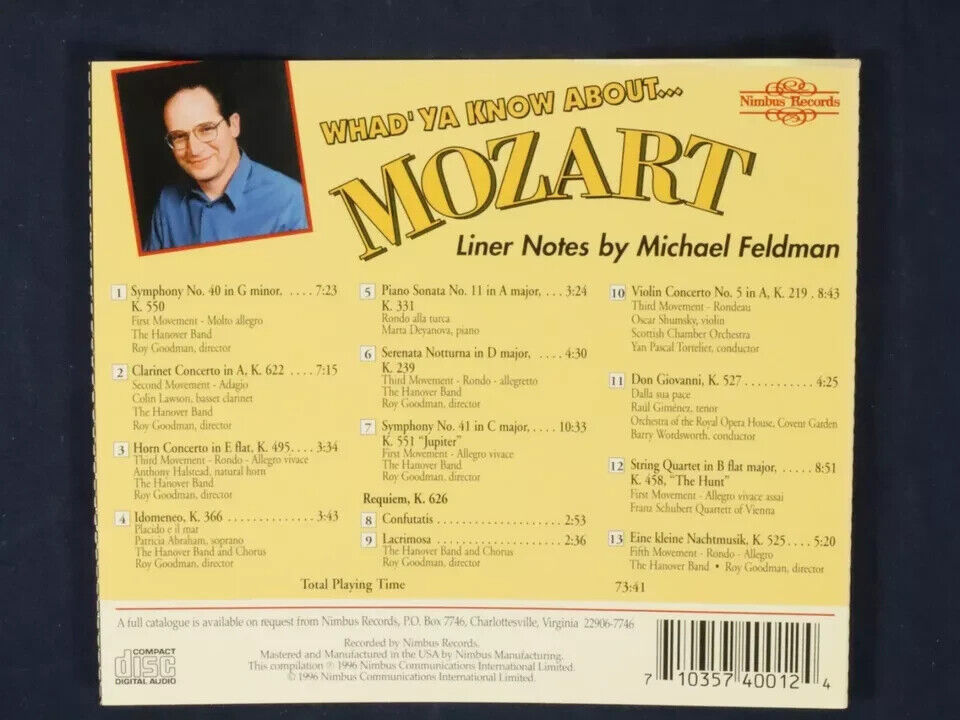 WHAD' YA KNOW ABOUT...
MOZART
Liner Notes by Michael Feldman
Nimbus Records
1 Symphony No. 40 in G minor, .... 7:23
K. 550
First Movement - Molto allegro
The Hanover Band
Roy Goodman, director
2 Clarinet Concerto in A, K. 622 .... 7:15
Second Movement - Adagio
Colin Lawson, basset clarinet
The Hanover Band
Roy Goodman, director
3 Horn Concerto in E flat, K. 495.... 3:34
Third Movement - Rondo - Allegro vivace
Anthony Halstead, natural horn
The Hanover Band
Roy Goodman, director
4 Idomeneo, K. 366 ............. 3:43
Placido e il mar
Patricia Abraham, soprano
The Hanover Band and Chorus
Roy Goodman, director
5 Piano Sonata No. 11 in A major, ... 3:24
K. 331
Rondo alla turca
Marta Deyanova, piano
6 Serenata Notturna in D major, .... 4:30
K. 239
Third Movement - Rondo - allegretto
The Hanover Band
Roy Goodman, director
7 Symphony No. 41 in C major, .... 10:33
K. 551 "Jupiter"
First Movement - Allegro vivace
The Hanover Band
Roy Goodman, director
Requiem, K. 626
8 Confutatis .................. 2:53
9 Lacrimosa .................. 2:36
The Hanover Band and Chorus
Roy Goodman, director
10 Violin Concerto No. 5 in A, K. 219 . 8:43
Third Movement - Rondeau
Oscar Shumsky, violin
Scottish Chamber Orchestra
Yan Pascal Tortelier, conductor
11 Don Giovanni, K. 527........... 4:25
Dalla sua pace
Raúl Giménez, tenor
Orchestra of the Royal Opera House, Covent Garden
Barry Wordsworth, conductor
12 String Quartet in B flat major, ..... 8:51
K. 458, "The Hunt"
First Movement - Allegro vivace assai
Franz Schubert Quartett of Vienna
13 Eine kleine Nachtmusik, K. 525.... 5:20
Fifth Movement - Rondo - Allegro
The Hanover Band • Roy Goodman, director
Total Playing Time 73:41
A full catalogue is available on request from Nimbus Records, P.O. Box 7746, Charlottesville, Virginia 22906-7746
Recorded by Nimbus Records.
Mastered and Manufactured in the USA by Nimbus Manufacturing.
This compilation ℗ 1996 Nimbus Communications International Limited.
© 1996 Nimbus Communications International Limited.
COMPACT
disc
DIGITAL AUDIO
7 10357 40012 4